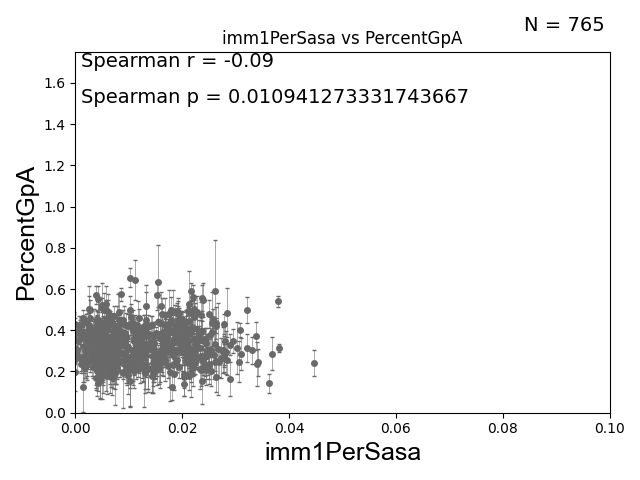 N = 765
imm1PerSasa vs PercentGpA
Spearman r = -0.09
Spearman p = 0.010941273331743667
PercentGpA
1.6
1.4
1.2
1.0
0.8
0.6
0.4
0.2
0.0
0.00 0.02 0.04 0.06 0.08 0.10
imm1PerSasa